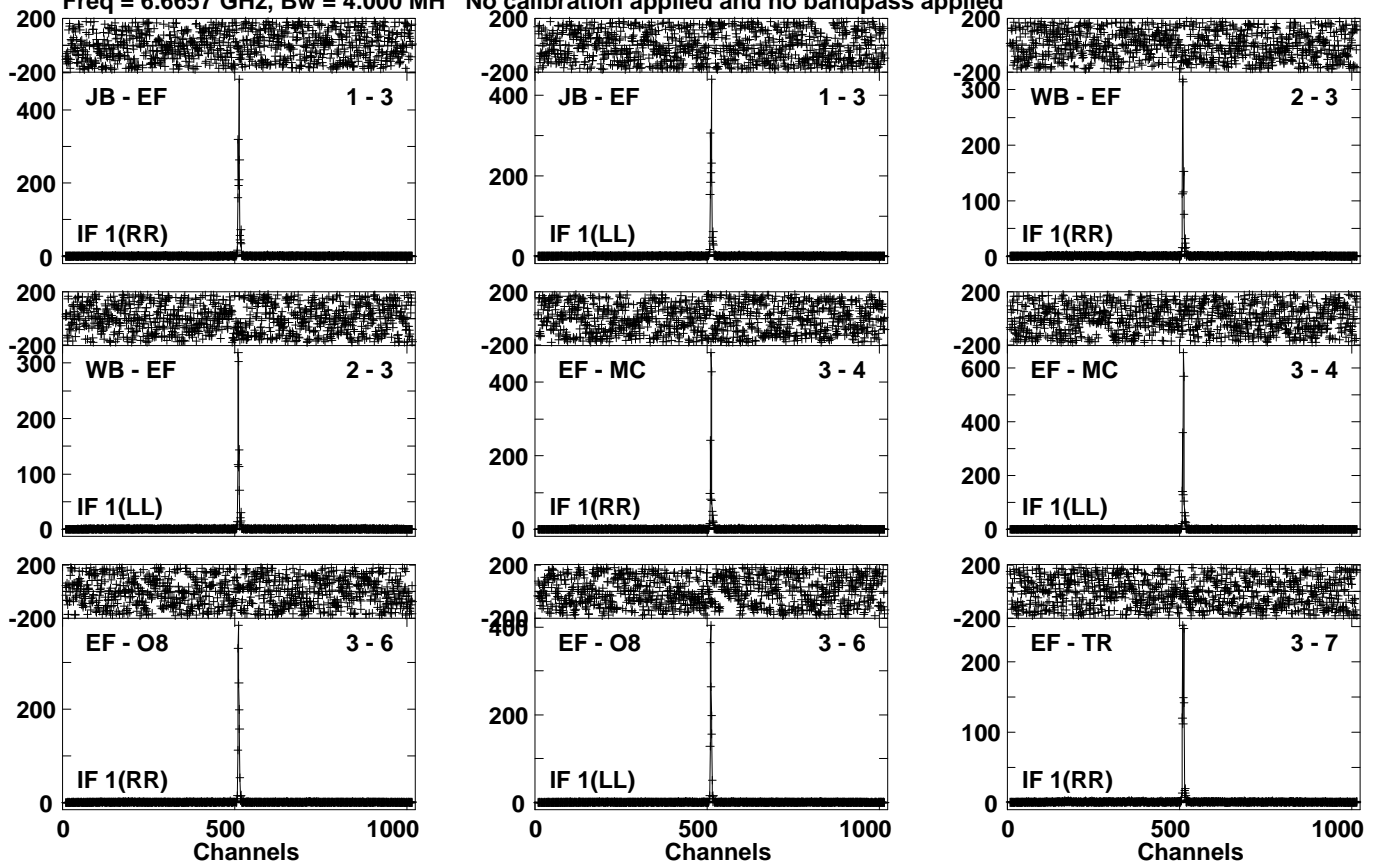 Freq = 6.6657 GHz, Bw = 4.000 MH No calibration applied and no bandpass applied
200 200 200
-200 -200 -200
JB - EF 1 - 3 JB - EF 1 - 3 WB - EF 2 - 3
400 400 300
200 200 200
100
IF 1(RR) IF 1(LL) IF 1(RR)
0 0 0
200 200 200
-200 -200 -200
WB - EF 2 - 3 EF - MC 3 - 4 EF - MC 3 - 4
300 400 600
200 400
100 200 200
IF 1(LL) IF 1(RR) IF 1(LL)
0 0 0
200 200 200
-200 -200 -200
400
EF - O8 3 - 6 EF - O8 3 - 6 EF - TR 3 - 7
200 200 200
100
IF 1(RR) IF 1(LL) IF 1(RR)
0 0 0
0 500 1000 0 500 1000 0 500 1000
Channels Channels Channels